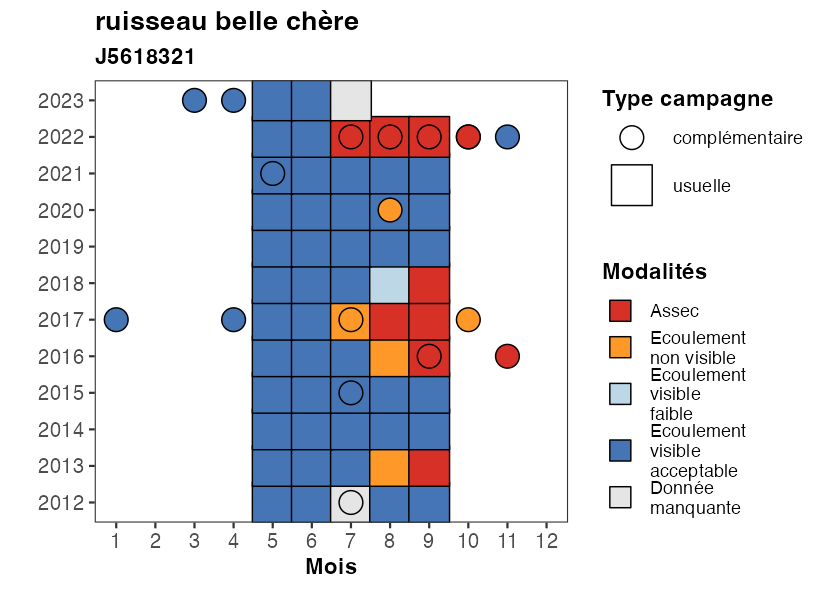 ruisseau belle chère
J5618321
2023
2022
2021
2020
2019
2018
2017
2016
2015
2014
2013
2012
1 2 3 4 5 6 7 8 9 10 11 12
Mois
Type campagne
complémentaire
usuelle
Modalités
Assec
Ecoulement
non visible
Ecoulement
visible
faible
Ecoulement
visible
acceptable
Donnée
manquante